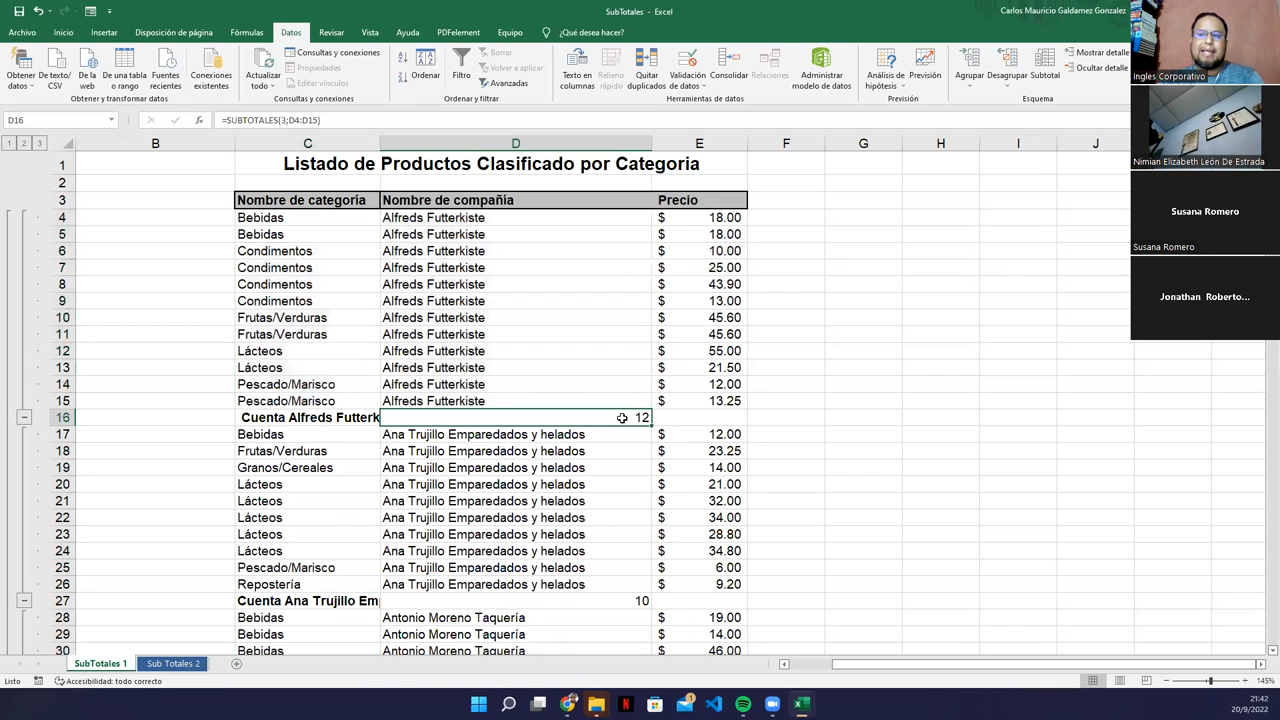 SubTotales - Excel
Carlos Mauricio Galdamez Gonzalez
Archivo Inicio Insertar Disposición de página Fórmulas Datos Revisar Vista Ayuda PDFelement Equipo ¿Qué desea hacer?
Obtener datos
De texto/CSV
De la web
De una tabla o rango
Fuentes recientes
Conexiones existentes
Obtener y transformar datos
Actualizar todo
Consultas y conexiones
Propiedades
Editar vínculos
Consultas y conexiones
Ordenar
Filtro
Borrar
Volver a aplicar
Avanzadas
Ordenar y filtrar
Texto en columnas
Relleno rápido
Quitar duplicados
Validación de datos
Consolidar
Relaciones
Administrar modelo de datos
Herramientas de datos
Análisis de hipótesis
Previsión
Previsión
Agrupar
Desagrupar
Subtotal
Mostrar detalle
Ocultar detalle
Esquema
Ingles Corporativo
Nimian Elizabeth León De Estrada
Susana Romero
Susana Romero
Jonathan Roberto...
D16 fx =SUBTOTALES(3;D4:D15)
1 2 3 B C D E F G H I J
1 Listado de Productos Clasificado por Categoria
2
3 Nombre de categoría Nombre de compañía Precio
4 Bebidas Alfreds Futterkiste $ 18.00
5 Bebidas Alfreds Futterkiste $ 18.00
6 Condimentos Alfreds Futterkiste $ 10.00
7 Condimentos Alfreds Futterkiste $ 25.00
8 Condimentos Alfreds Futterkiste $ 43.90
9 Condimentos Alfreds Futterkiste $ 13.00
10 Frutas/Verduras Alfreds Futterkiste $ 45.60
11 Frutas/Verduras Alfreds Futterkiste $ 45.60
12 Lácteos Alfreds Futterkiste $ 55.00
13 Lácteos Alfreds Futterkiste $ 21.50
14 Pescado/Marisco Alfreds Futterkiste $ 12.00
15 Pescado/Marisco Alfreds Futterkiste $ 13.25
16 Cuenta Alfreds Futterk 12
17 Bebidas Ana Trujillo Emparedados y helados $ 12.00
18 Frutas/Verduras Ana Trujillo Emparedados y helados $ 23.25
19 Granos/Cereales Ana Trujillo Emparedados y helados $ 14.00
20 Lácteos Ana Trujillo Emparedados y helados $ 21.00
21 Lácteos Ana Trujillo Emparedados y helados $ 32.00
22 Lácteos Ana Trujillo Emparedados y helados $ 34.00
23 Lácteos Ana Trujillo Emparedados y helados $ 28.80
24 Lácteos Ana Trujillo Emparedados y helados $ 34.80
25 Pescado/Marisco Ana Trujillo Emparedados y helados $ 6.00
26 Repostería Ana Trujillo Emparedados y helados $ 9.20
27 Cuenta Ana Trujillo Em 10
28 Bebidas Antonio Moreno Taquería $ 19.00
29 Bebidas Antonio Moreno Taquería $ 14.00
30 Bebidas Antonio Moreno Taquería $ 46.00
SubTotales 1 Sub Totales 2
Listo Accesibilidad: todo correcto 145%
21:42
20/9/2022